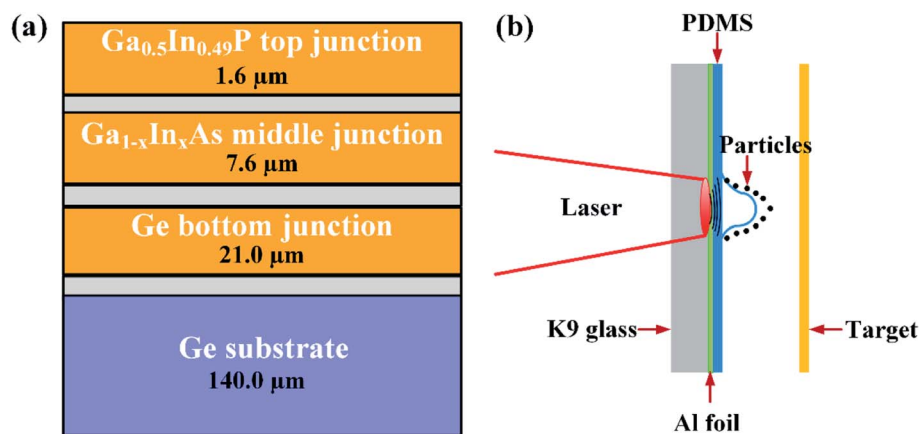 (a)
Ga₀.₅In₀.₄₉P top junction
1.6 μm
Ga₁₋ₓInₓAs middle junction
7.6 μm
Ge bottom junction
21.0 μm
Ge substrate
140.0 μm
(b)
PDMS
Particles
Laser
K9 glass
Target
Al foil